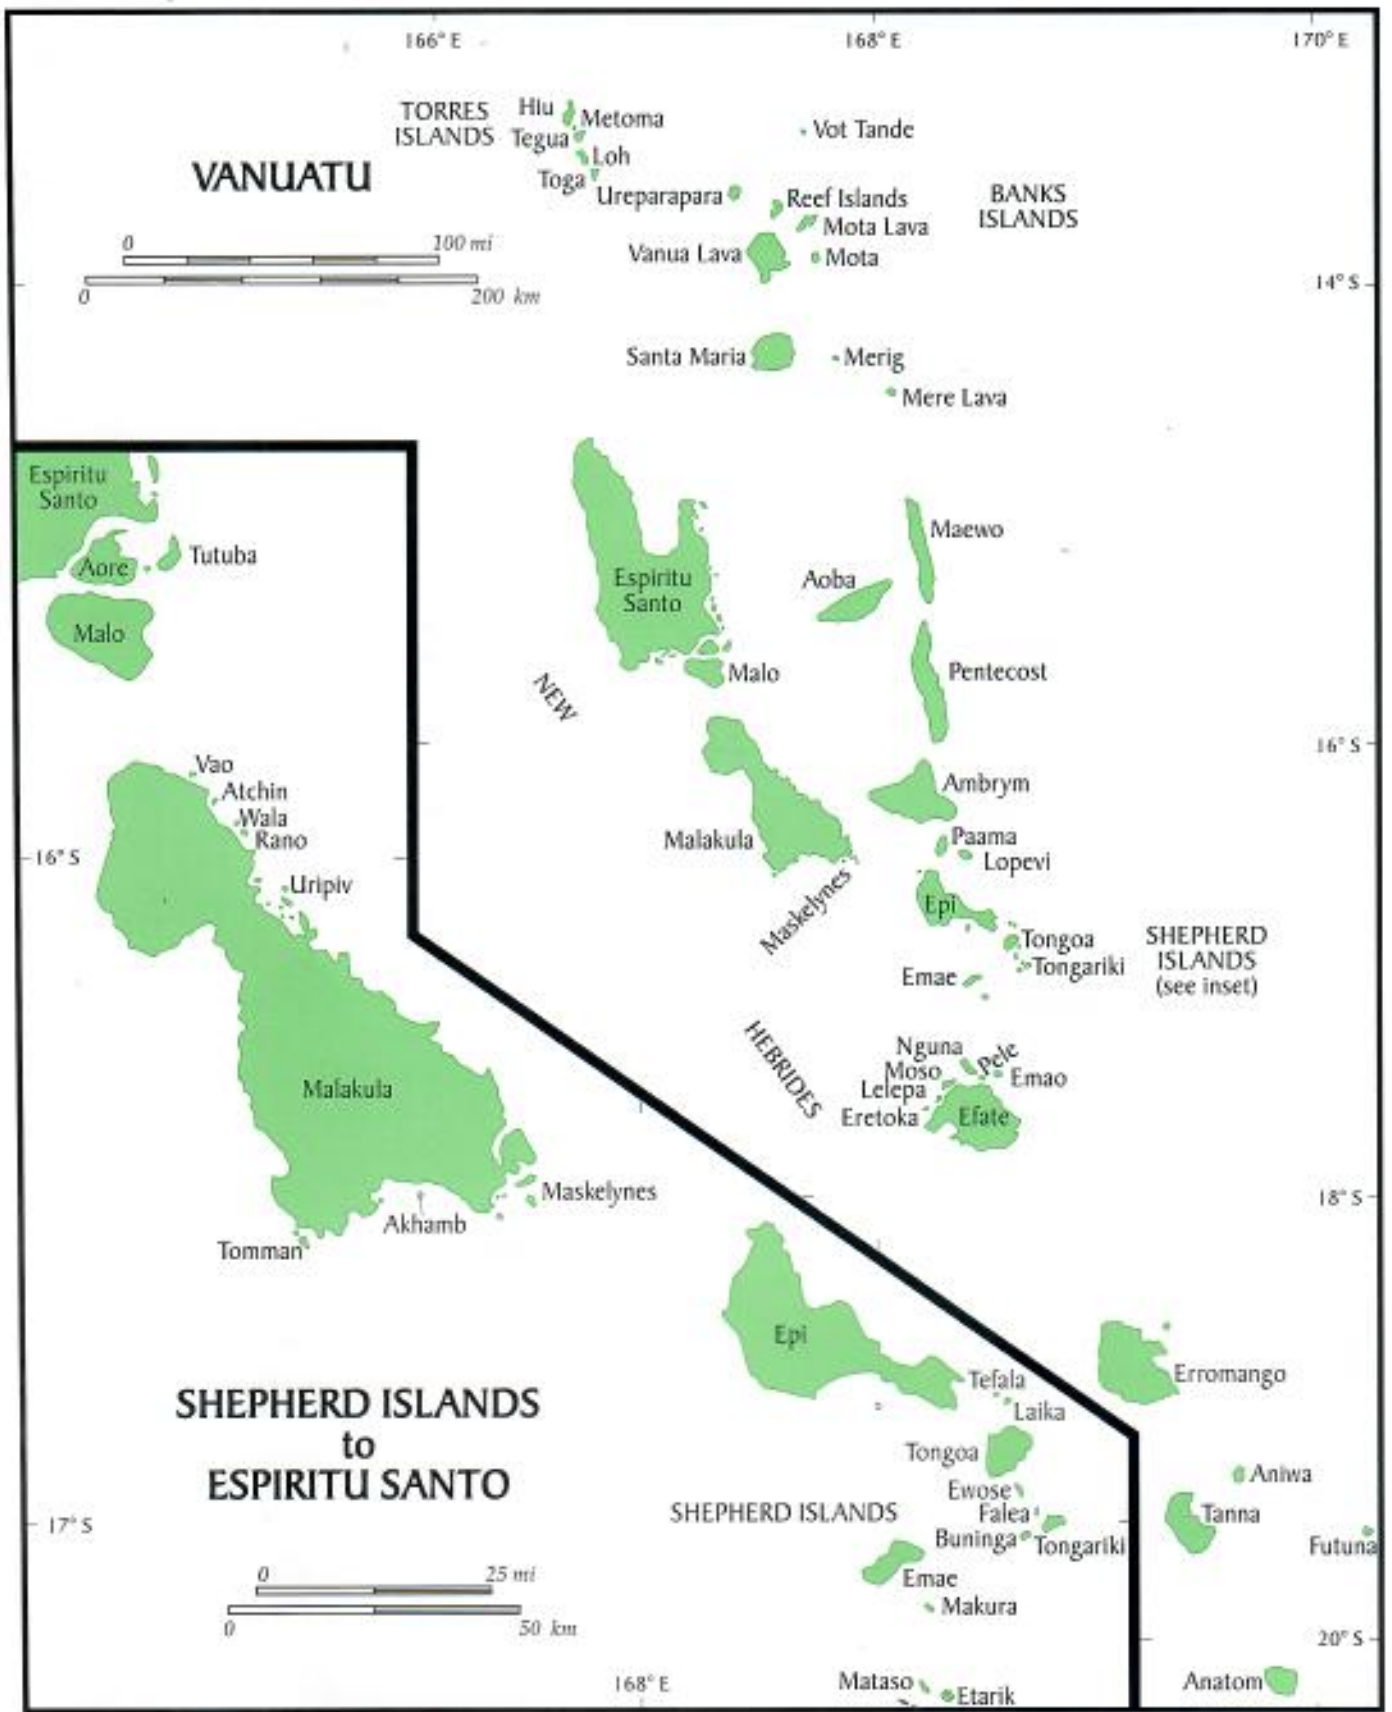 166° E
168° E
170° E
TORRES
ISLANDS
Hiu
Metoma
Tegua
Loh
Toga
Vot Tande
VANUATU
Ureparapara
Reef Islands
BANKS
ISLANDS
Mota Lava
Vanua Lava
Mota
0 100 mi
0 200 km
14° S
Santa Maria
Merig
Mere Lava
Espiritu
Santo
Aore
Tutuba
Malo
Espiritu
Santo
Maewo
Aoba
Malo
Pentecost
NEW
16° S
Vao
Atchin
Wala
Rano
16° S
Uripiv
Ambrym
Malakula
Paama
Lopevi
Maskelynes
Epi
Tongoa
Tongariki
Emae
SHEPHERD
ISLANDS
(see inset)
HEBRIDES
Nguna
Pele
Moso
Emao
Lelepa
Eretoka
Efate
Malakula
Maskelynes
Akhamb
Tomman
18° S
Epi
Tefala
Laika
Erromango
SHEPHERD ISLANDS
to
ESPIRITU SANTO
Tongoa
Ewose
Falea
SHEPHERD ISLANDS
Buninga
Tongariki
Aniwa
Tanna
Futuna
17° S
Emae
Makura
0 25 mi
0 50 km
20° S
168° E
Mataso
Etarik
Anatom